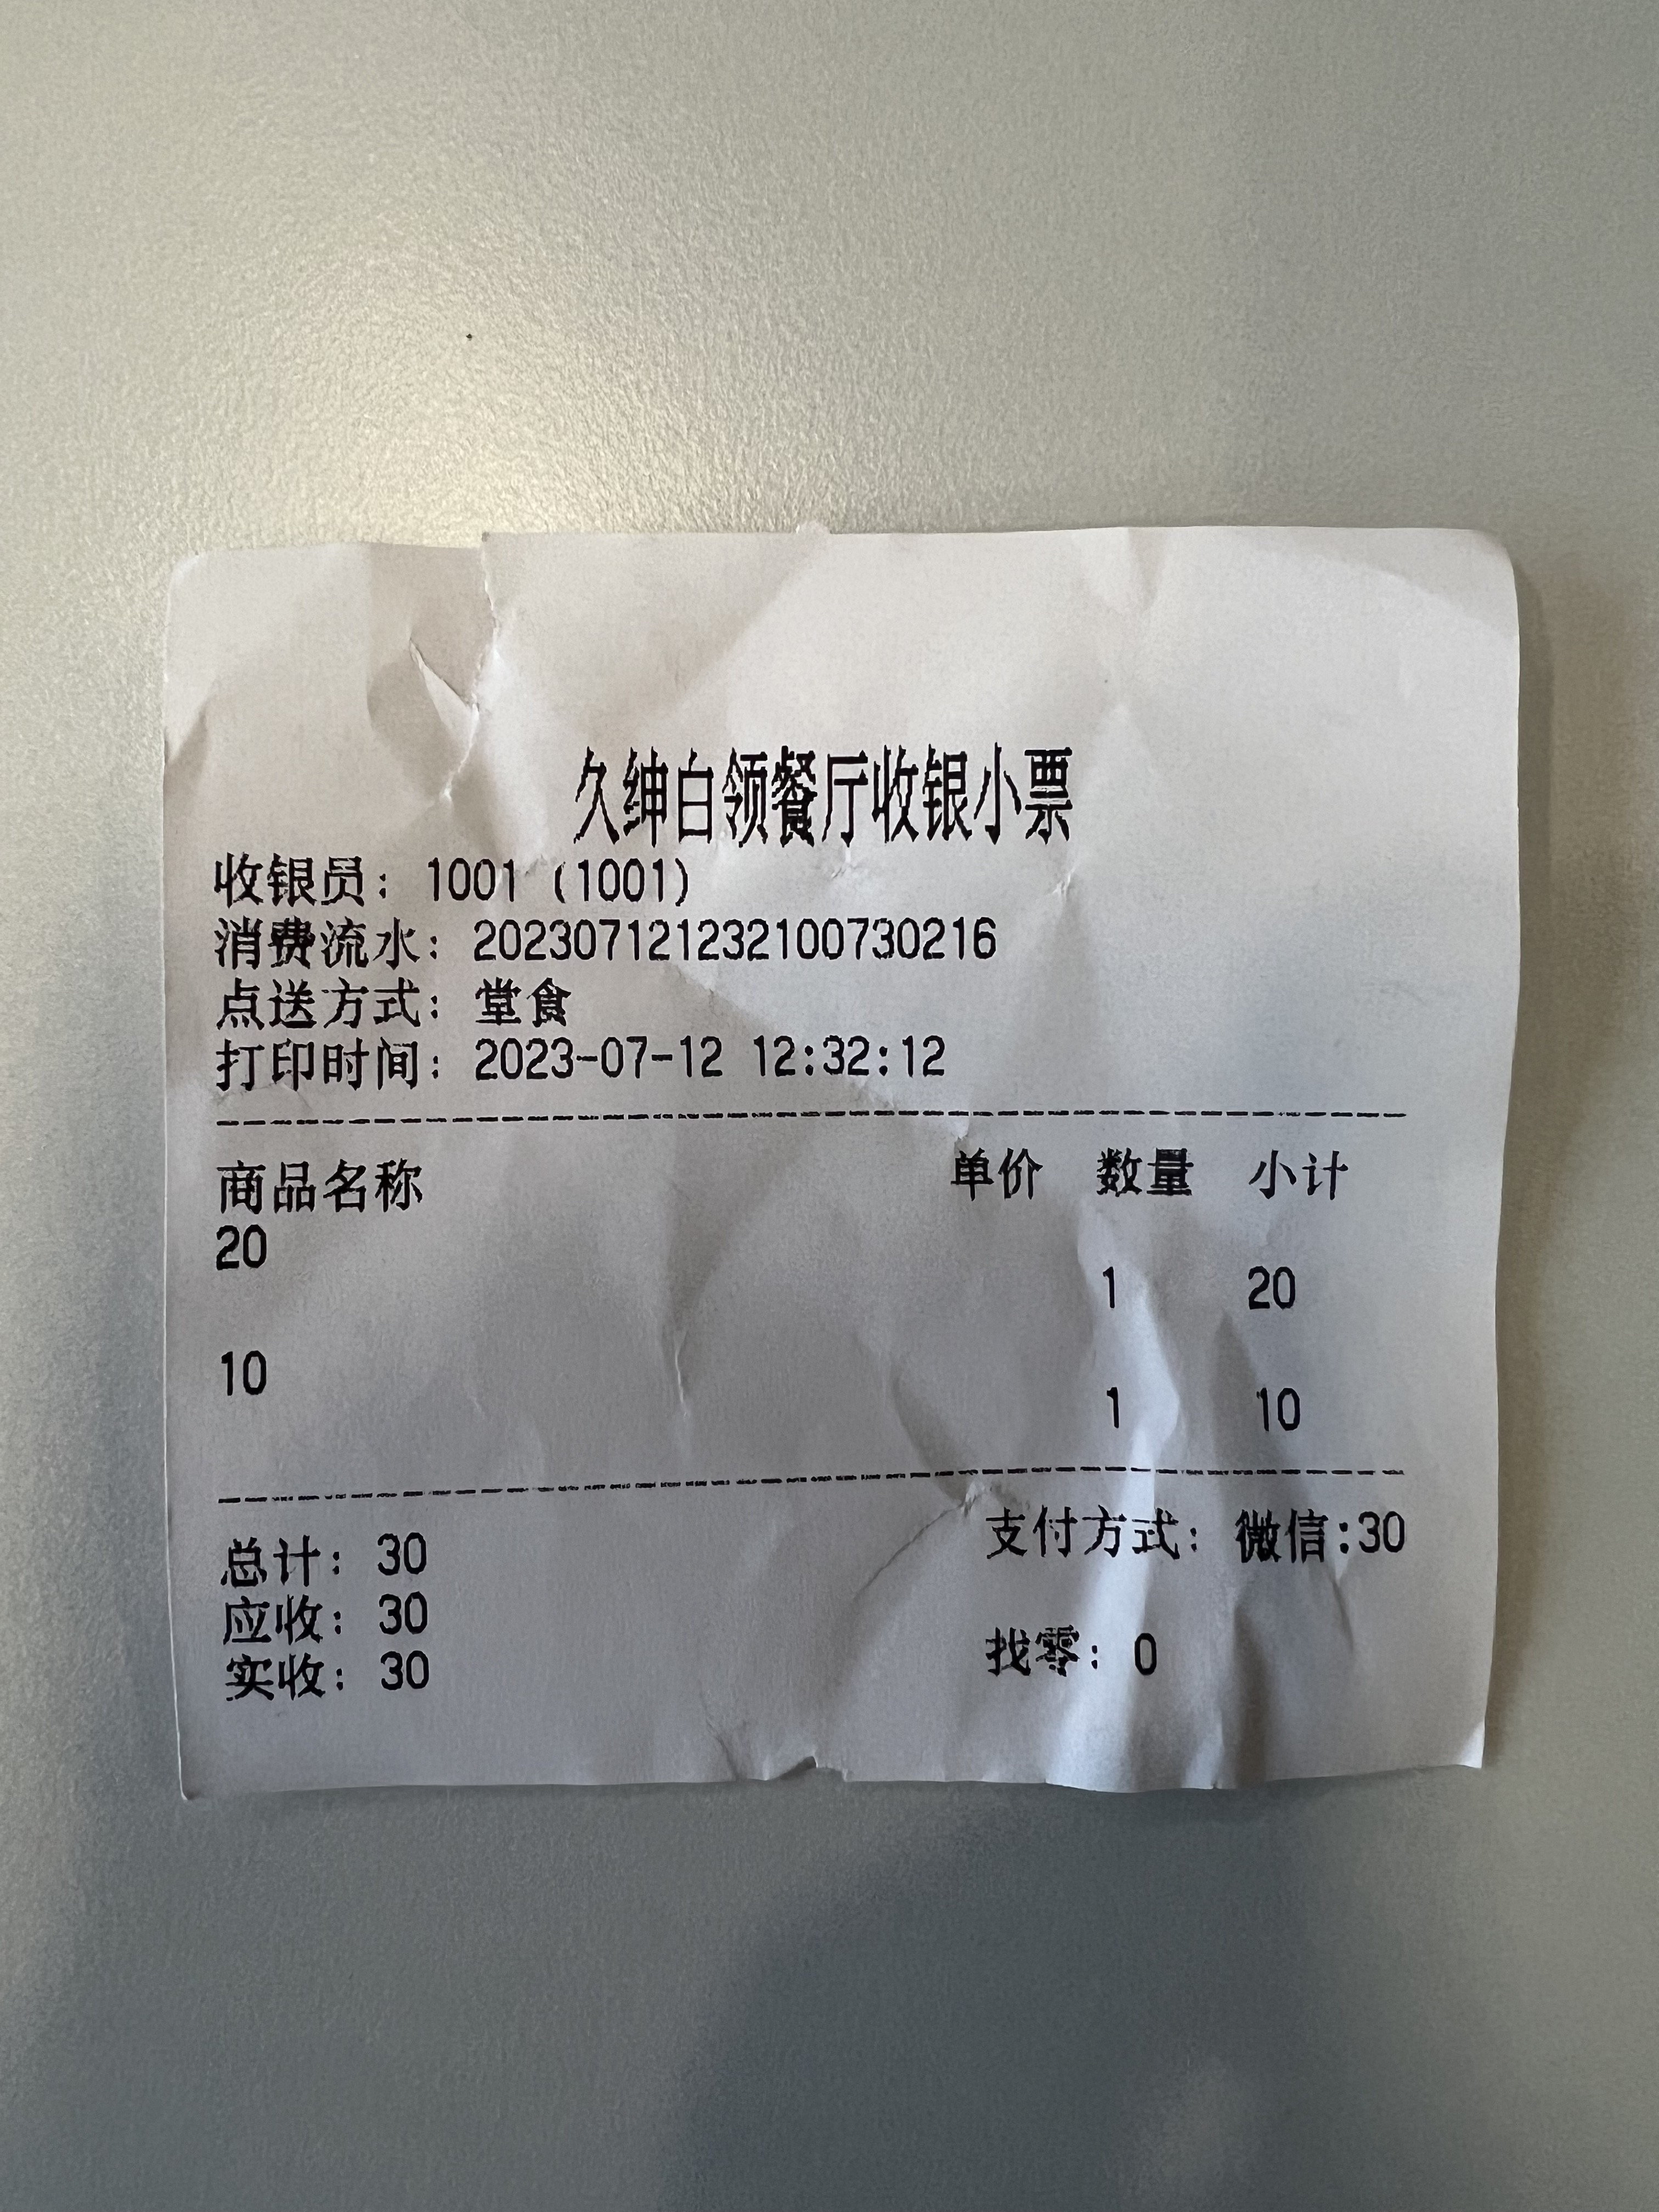 久绅白领餐厅收银小票
收银员: 1001 (1001)
消费流水: 202307121232100730216
点送方式: 堂食
打印时间: 2023-07-12 12:32:12
商品名称 单价 数量 小计
20
1 20
10
1 10
总计: 30 支付方式: 微信:30
应收: 30
实收: 30 找零: 0